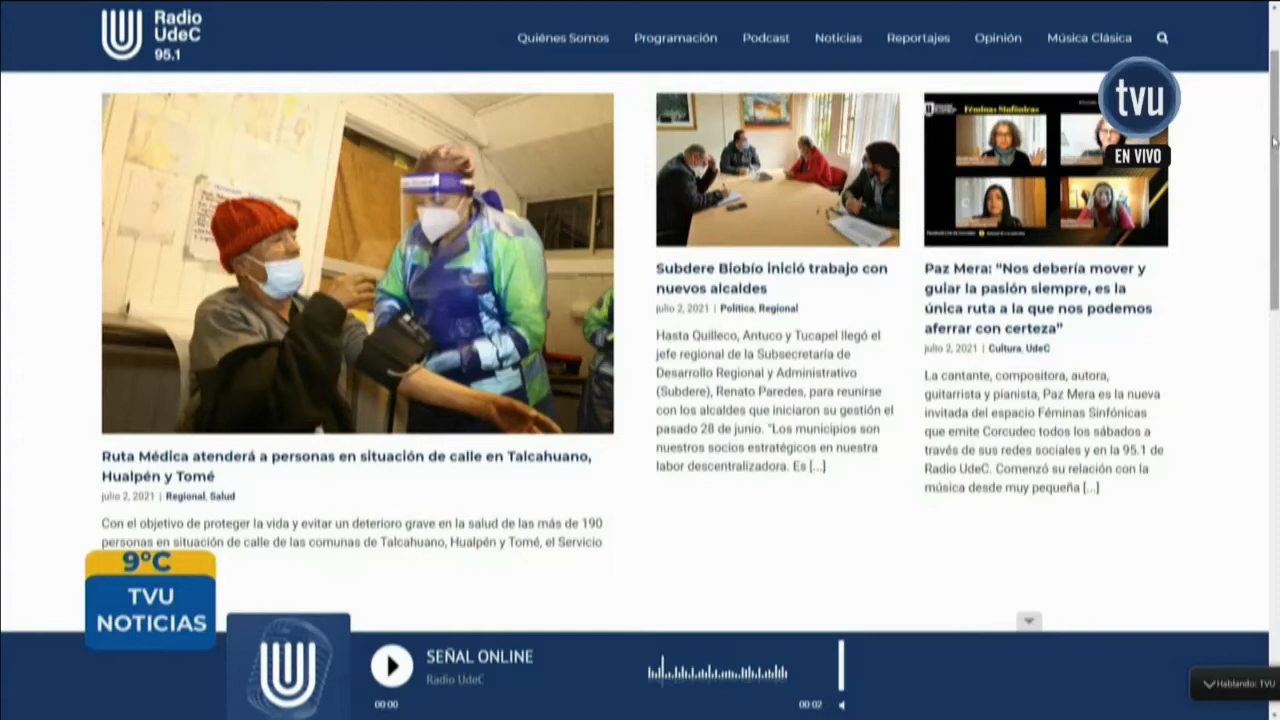 Radio
UdeC
95.1
Quiénes Somos
Programación
Podcast
Noticias
Reportajes
Opinión
Música Clásica
tvu
EN VIVO
Féminas Sinfónicas
Ruta Médica atenderá a personas en situación de calle en Talcahuano,
Hualpén y Tomé
julio 2, 2021 | Regional, Salud
Con el objetivo de proteger la vida y evitar un deterioro grave en la salud de las más de 190
personas en situación de calle de las comunas de Talcahuano, Hualpén y Tomé, el Servicio
Subdere Biobío inició trabajo con
nuevos alcaldes
julio 2, 2021 | Política, Regional
Hasta Quilleco, Antuco y Tucapel llegó el
jefe regional de la Subsecretaría de
Desarrollo Regional y Administrativo
(Subdere), Renato Paredes, para reunirse
con los alcaldes que iniciaron su gestión el
pasado 28 de junio. "Los municipios son
nuestros socios estratégicos en nuestra
labor descentralizadora. Es [...]
Paz Mera: "Nos debería mover y
guiar la pasión siempre, es la
única ruta a la que nos podemos
aferrar con certeza"
julio 2, 2021 | Cultura, UdeC
La cantante, compositora, autora,
guitarrista y pianista, Paz Mera es la nueva
invitada del espacio Féminas Sinfónicas
que emite Corcudec todos los sábados a
través de sus redes sociales y en la 95.1 de
Radio UdeC. Comenzó su relación con la
música desde muy pequeña [...]
9°C
TVU
NOTICIAS
SEÑAL ONLINE
Radio UdeC
00:00
00:02
Hablando: TVU